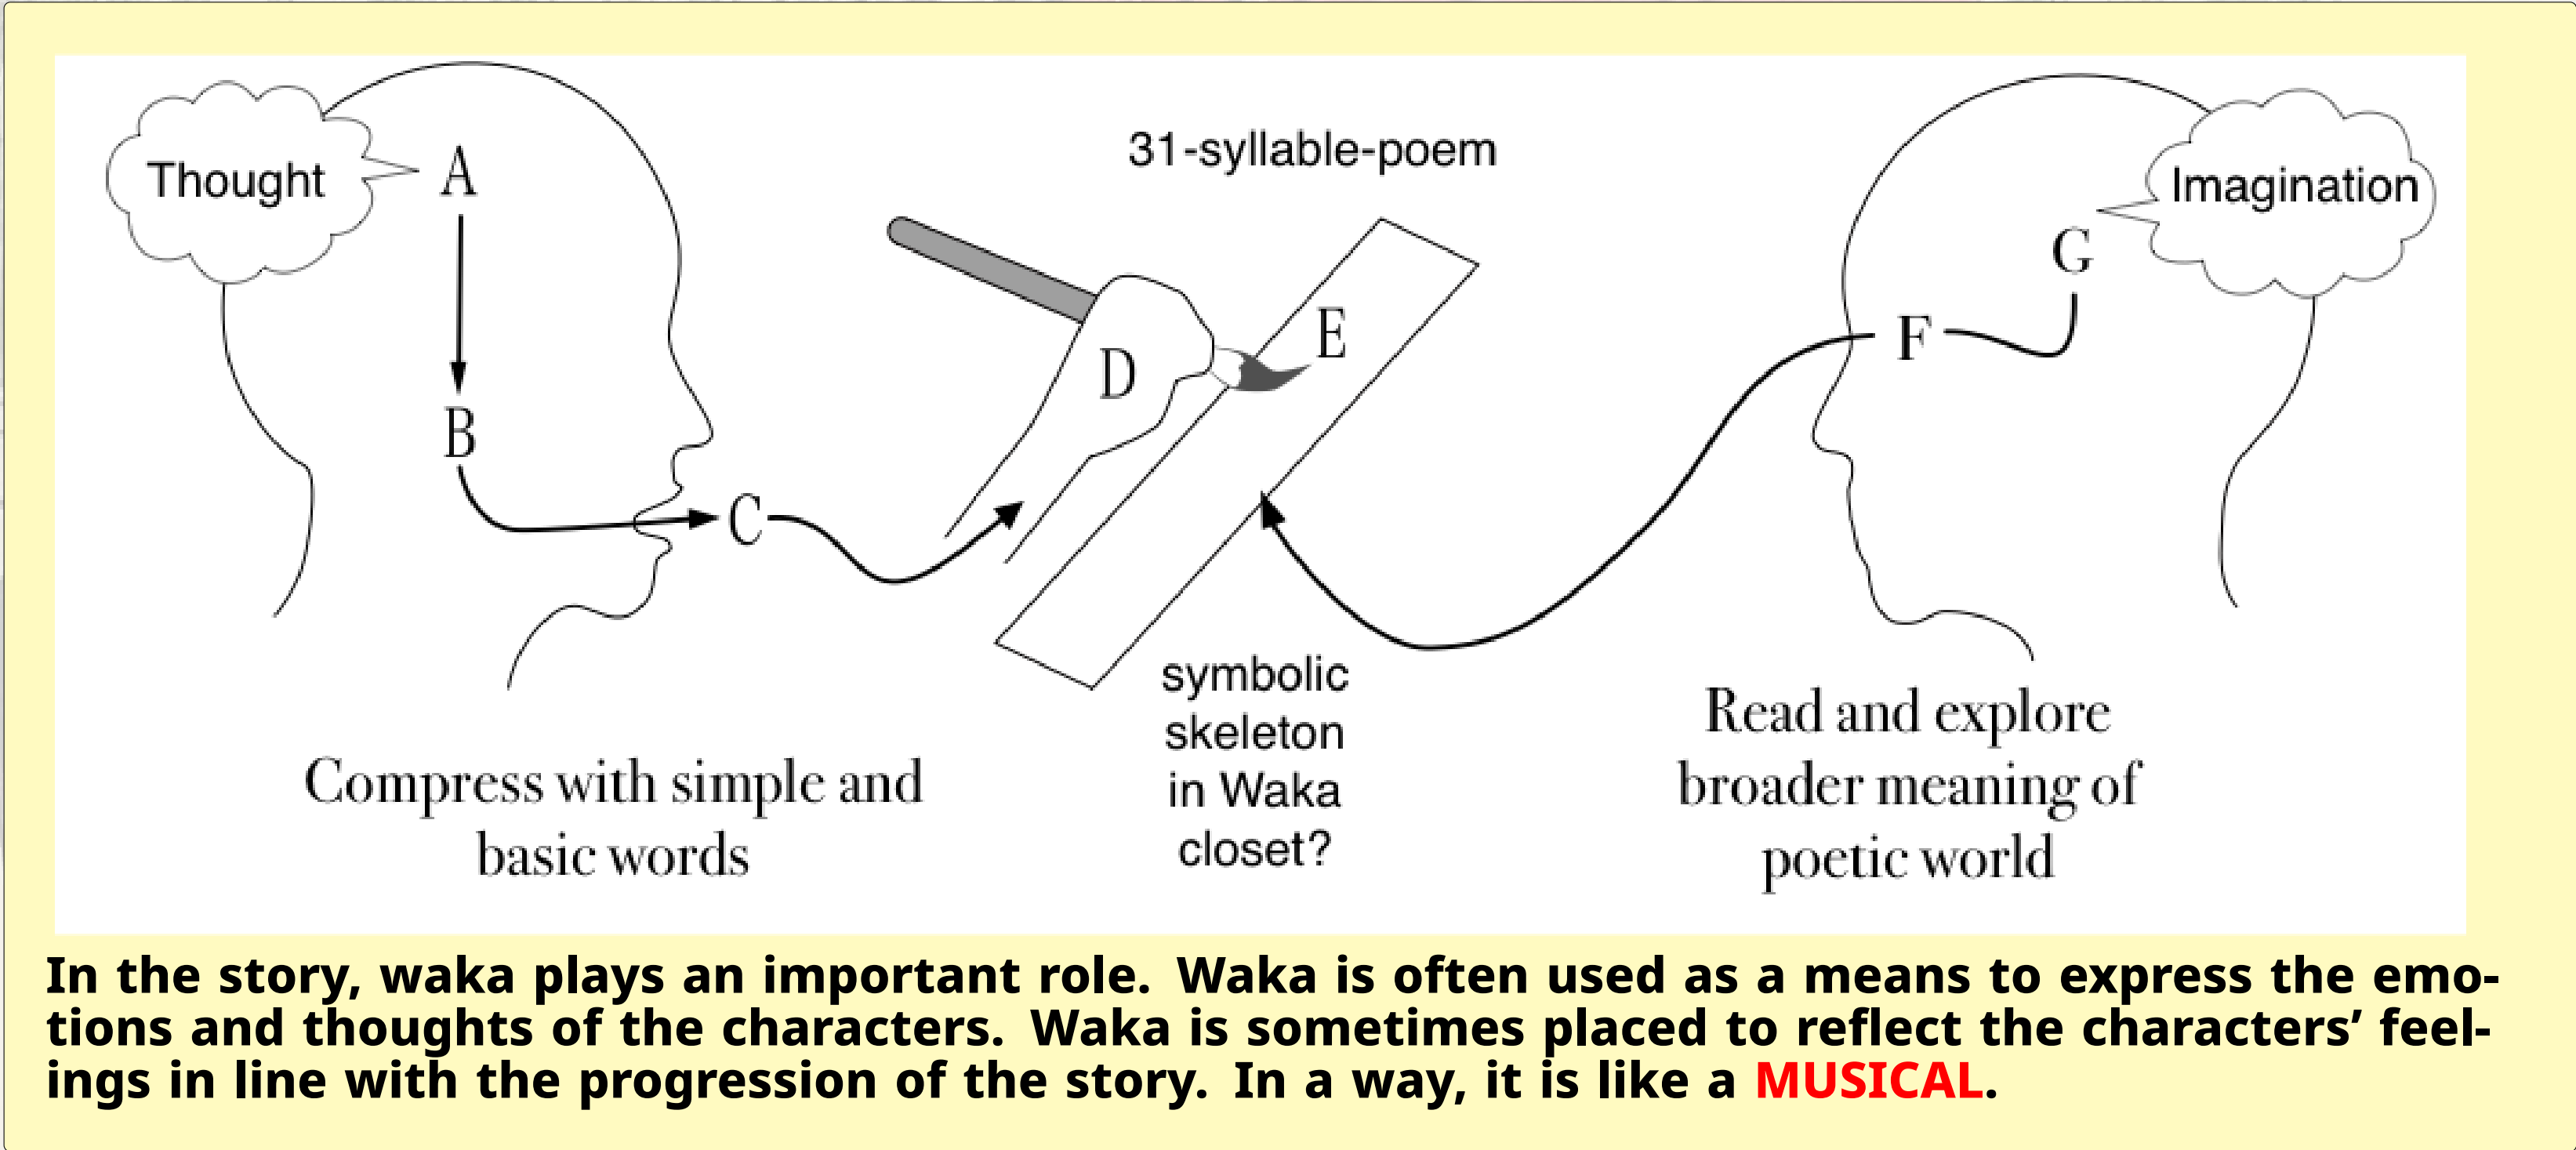 Thought
A
B
C
31-syllable-poem
D
E
Imagination
G
F
Compress with simple and
basic words
symbolic
skeleton
in Waka
closet?
Read and explore
broader meaning of
poetic world
In the story, waka plays an important role. Waka is often used as a means to express the emo-
tions and thoughts of the characters. Waka is sometimes placed to reflect the characters’ feel-
ings in line with the progression of the story. In a way, it is like a MUSICAL.